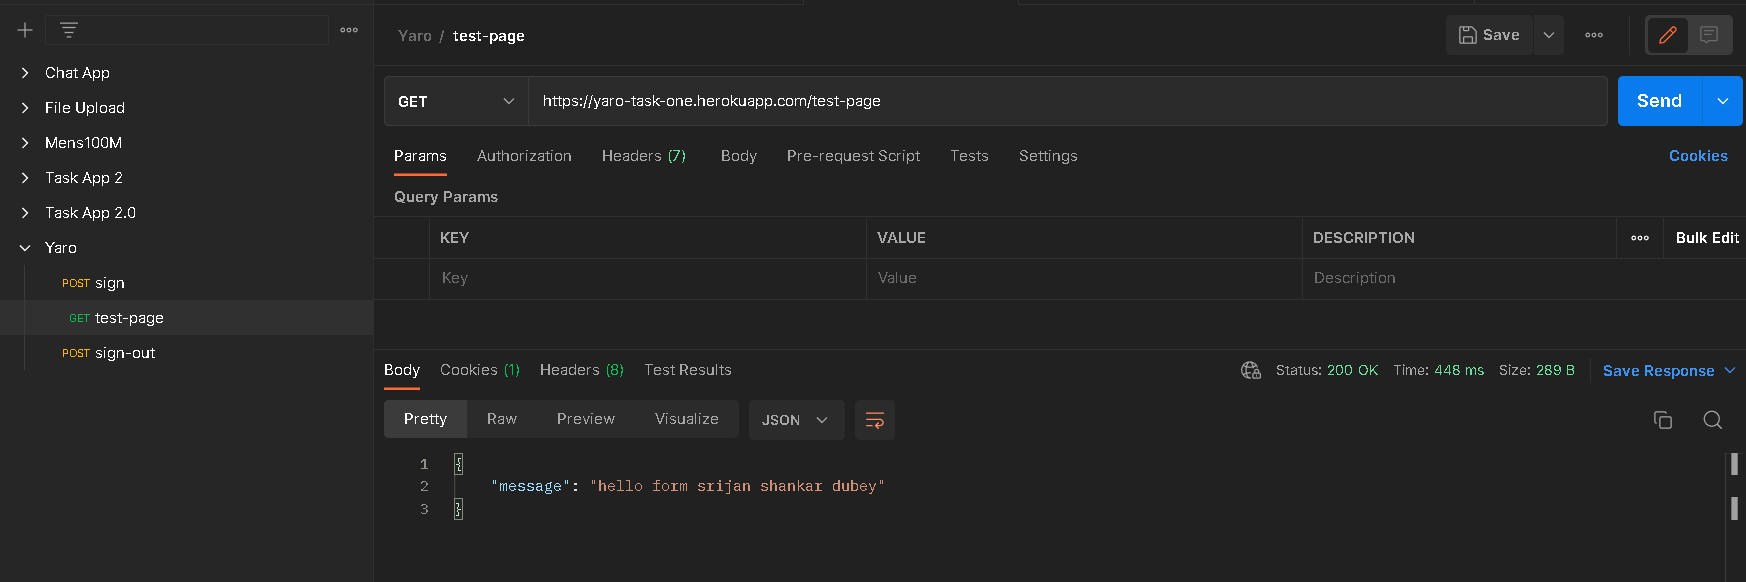 Yaro / test-page
Save
Chat App
File Upload
Mens100M
Task App 2
Task App 2.0
Yaro
POST sign
GET test-page
POST sign-out
GET
https://yaro-task-one.herokuapp.com/test-page
Send
Params Authorization Headers (7) Body Pre-request Script Tests Settings Cookies
Query Params
KEY VALUE DESCRIPTION Bulk Edit
Key Value Description
Body Cookies (1) Headers (8) Test Results Status: 200 OK Time: 448 ms Size: 289 B Save Response
Pretty Raw Preview Visualize JSON
1 {
2 "message": "hello form srijan shankar dubey"
3 }